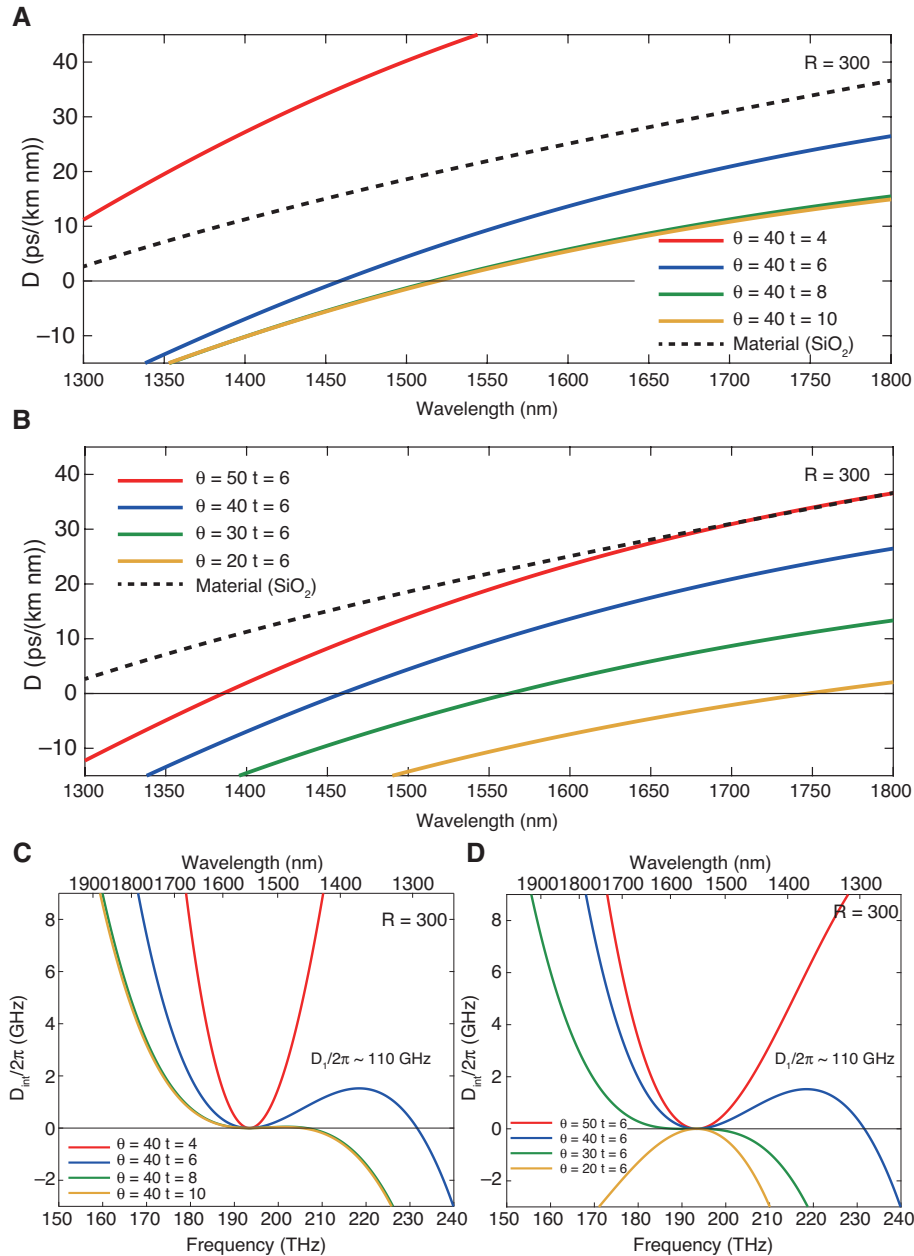 A
R = 300
40
30
20
10
0
−10
D (ps/(km nm))
θ = 40 t = 4
θ = 40 t = 6
θ = 40 t = 8
θ = 40 t = 10
Material (SiO₂)
1300 1350 1400 1450 1500 1550 1600 1650 1700 1750 1800
Wavelength (nm)
B
θ = 50 t = 6
θ = 40 t = 6
θ = 30 t = 6
θ = 20 t = 6
Material (SiO₂)
R = 300
40
30
20
10
0
−10
D (ps/(km nm))
1300 1350 1400 1450 1500 1550 1600 1650 1700 1750 1800
Wavelength (nm)
C
Wavelength (nm)
1900 1800 1700 1600 1500 1400 1300
R = 300
8
6
4
2
0
−2
D_int/2π (GHz)
D₁/2π ~ 110 GHz
θ = 40 t = 4
θ = 40 t = 6
θ = 40 t = 8
θ = 40 t = 10
150 160 170 180 190 200 210 220 230 240
Frequency (THz)
D
Wavelength (nm)
1900 1800 1700 1600 1500 1400 1300
R = 300
8
6
4
2
0
−2
D_int/2π (GHz)
D₁/2π ~ 110 GHz
θ = 50 t = 6
θ = 40 t = 6
θ = 30 t = 6
θ = 20 t = 6
150 160 170 180 190 200 210 220 230 240
Frequency (THz)